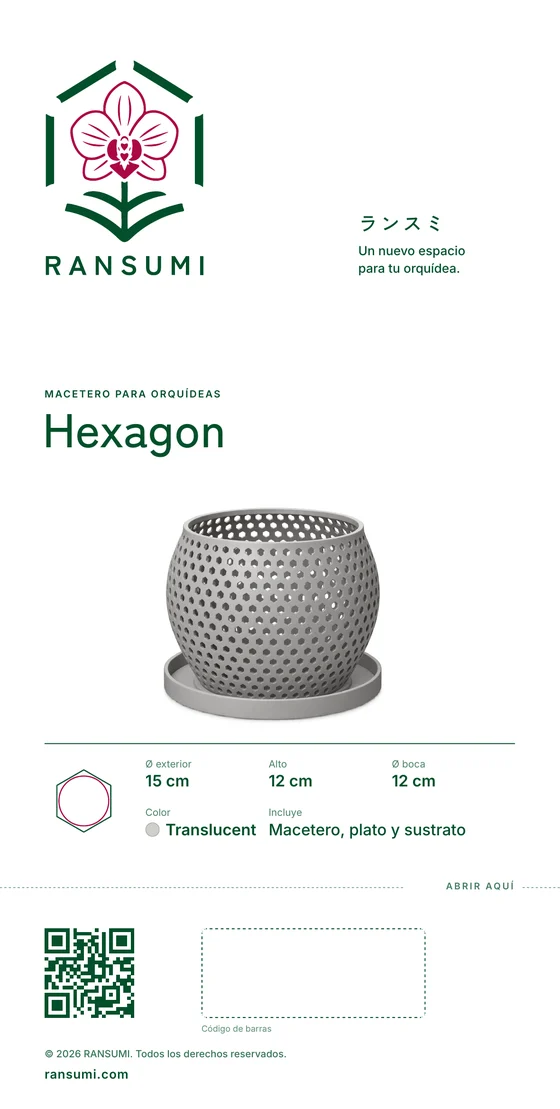 RANSUMI
ランスミ
Un nuevo espacio
para tu orquídea.
MACETERO PARA ORQUÍDEAS
Hexagon
Ø exterior
15 cm
Alto
12 cm
Ø boca
12 cm
Color
Translucent
Incluye
Macetero, plato y sustrato
ABRIR AQUÍ
Código de barras
© 2026 RANSUMI. Todos los derechos reservados.
ransumi.com